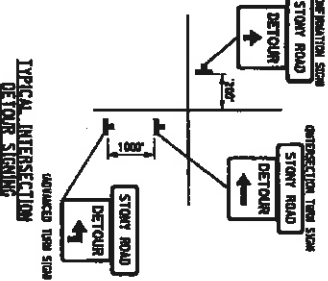 CONFIRMATION SIGN
STONY ROAD
DETOUR
200'
INTERSECTION TURN SIGN
STONY ROAD
DETOUR
1000'
STONY ROAD
DETOUR
ADVANCED TURN SIGN
TYPICAL INTERSECTION
DETOUR SIGNING